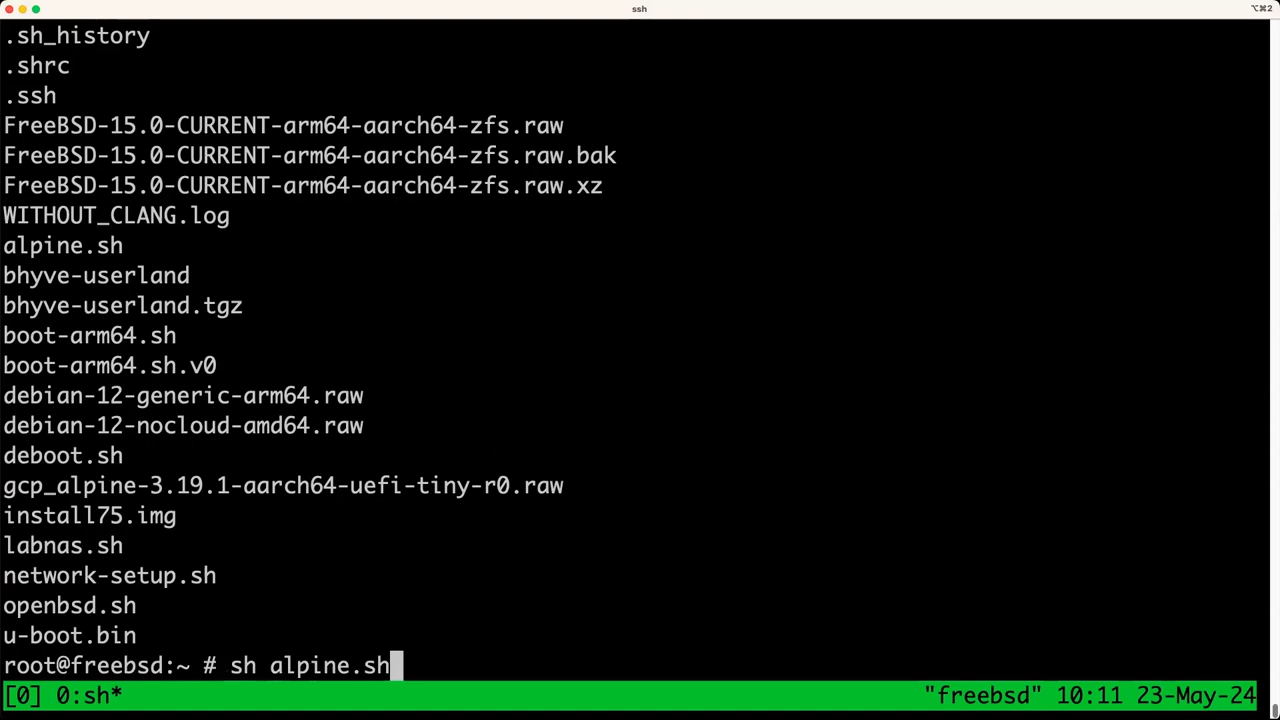 ssh
⌥⌘2
.sh_history
.shrc
.ssh
FreeBSD-15.0-CURRENT-arm64-aarch64-zfs.raw
FreeBSD-15.0-CURRENT-arm64-aarch64-zfs.raw.bak
FreeBSD-15.0-CURRENT-arm64-aarch64-zfs.raw.xz
WITHOUT_CLANG.log
alpine.sh
bhyve-userland
bhyve-userland.tgz
boot-arm64.sh
boot-arm64.sh.v0
debian-12-generic-arm64.raw
debian-12-nocloud-amd64.raw
deboot.sh
gcp_alpine-3.19.1-aarch64-uefi-tiny-r0.raw
install75.img
labnas.sh
network-setup.sh
openbsd.sh
u-boot.bin
root@freebsd:~ # sh alpine.sh
[0] 0:sh* "freebsd" 10:11 23-May-24